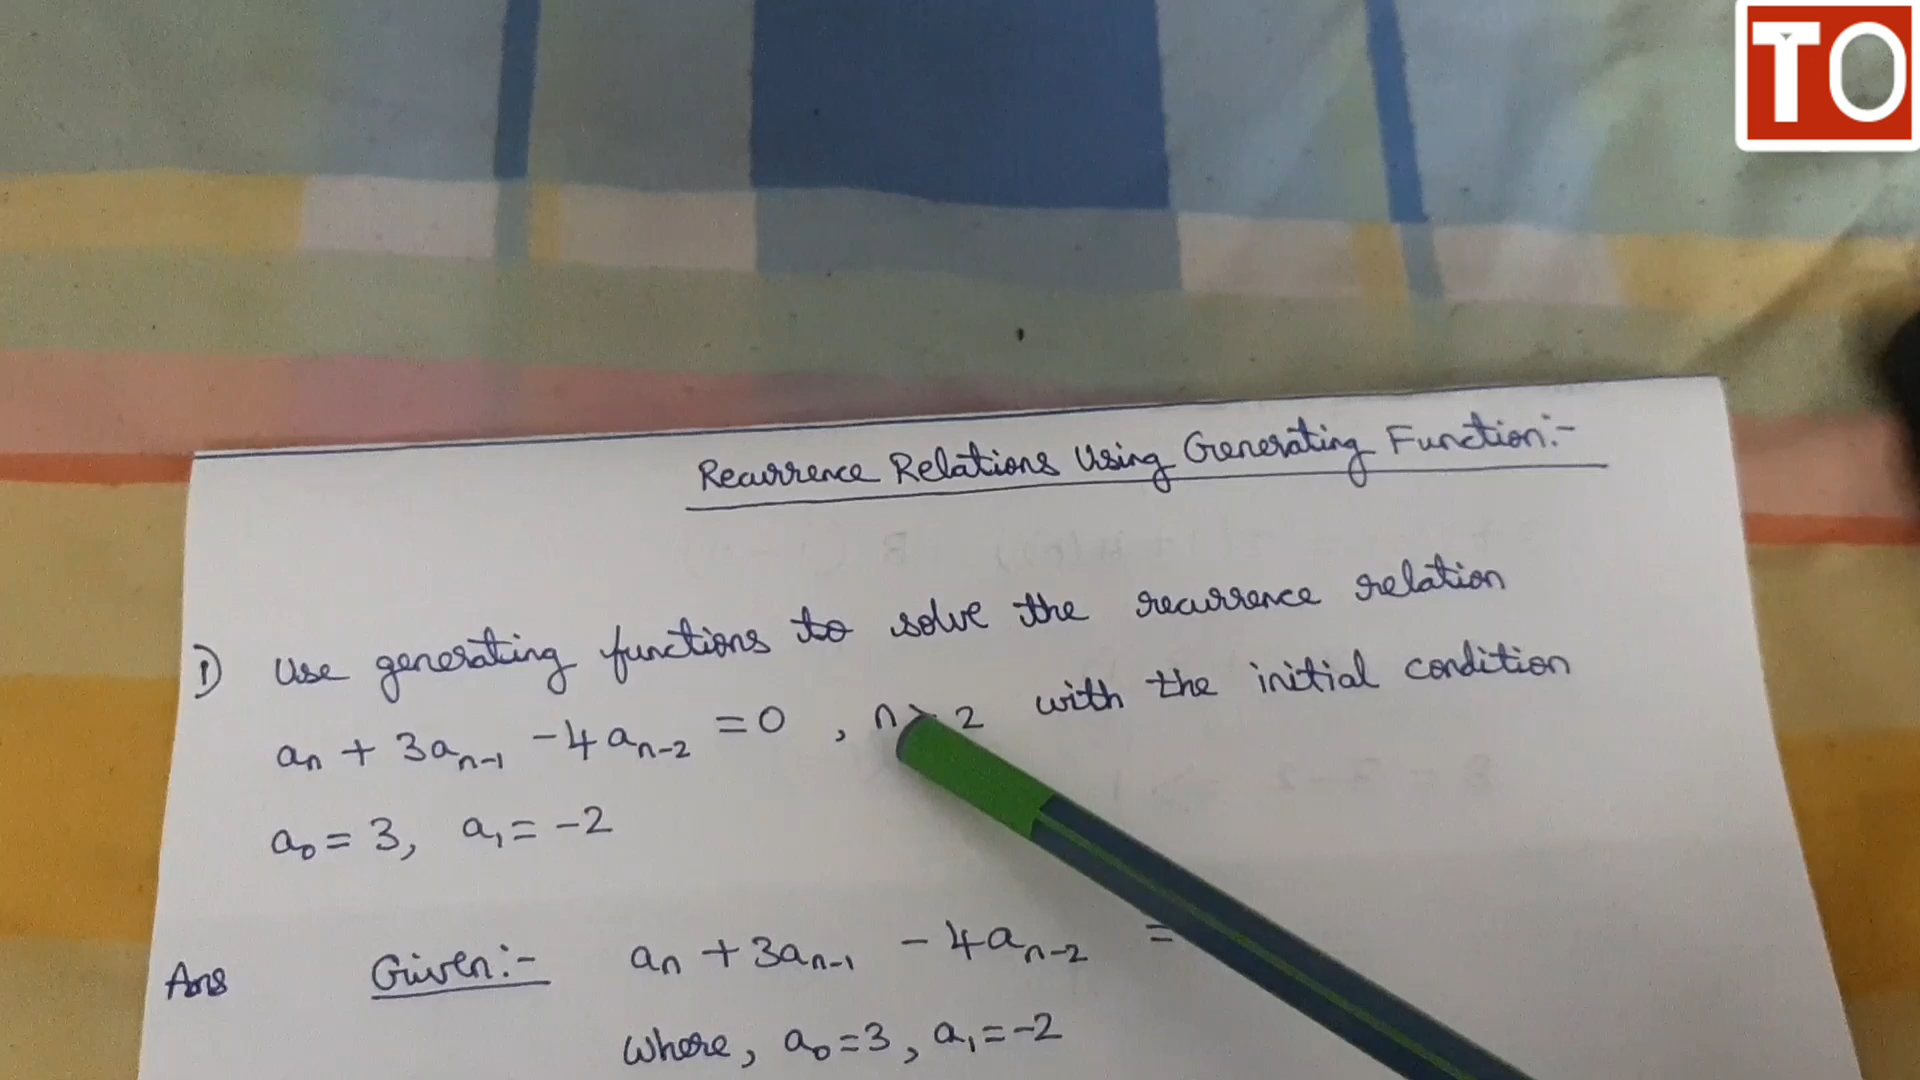 TO
Recurrence Relations Using Generating Function:-
1) Use generating functions to solve the recurrence relation
aₙ + 3aₙ₋₁ - 4aₙ₋₂ = 0 , n ≥ 2 with the initial condition
a₀ = 3, a₁ = -2
Ans Given:- aₙ + 3aₙ₋₁ - 4aₙ₋₂ =
Where, a₀ = 3, a₁ = -2